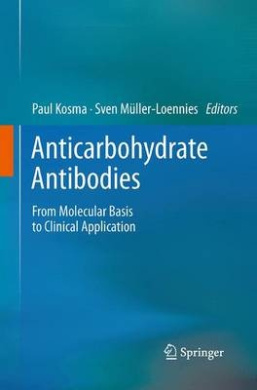 Paul Kosma · Sven Müller-Loennies Editors
Anticarbohydrate
Antibodies
From Molecular Basis
to Clinical Application
Springer